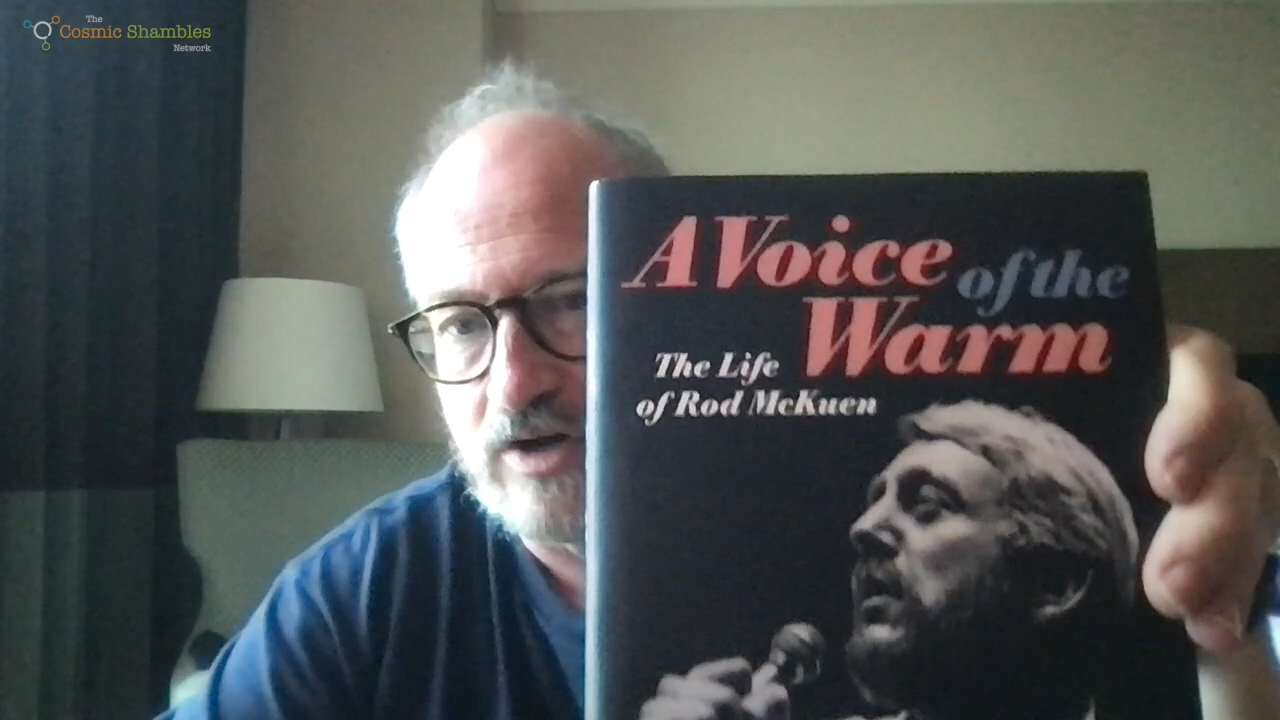 The
Cosmic Shambles
Network
A Voice of the
Warm
The Life
of Rod McKuen